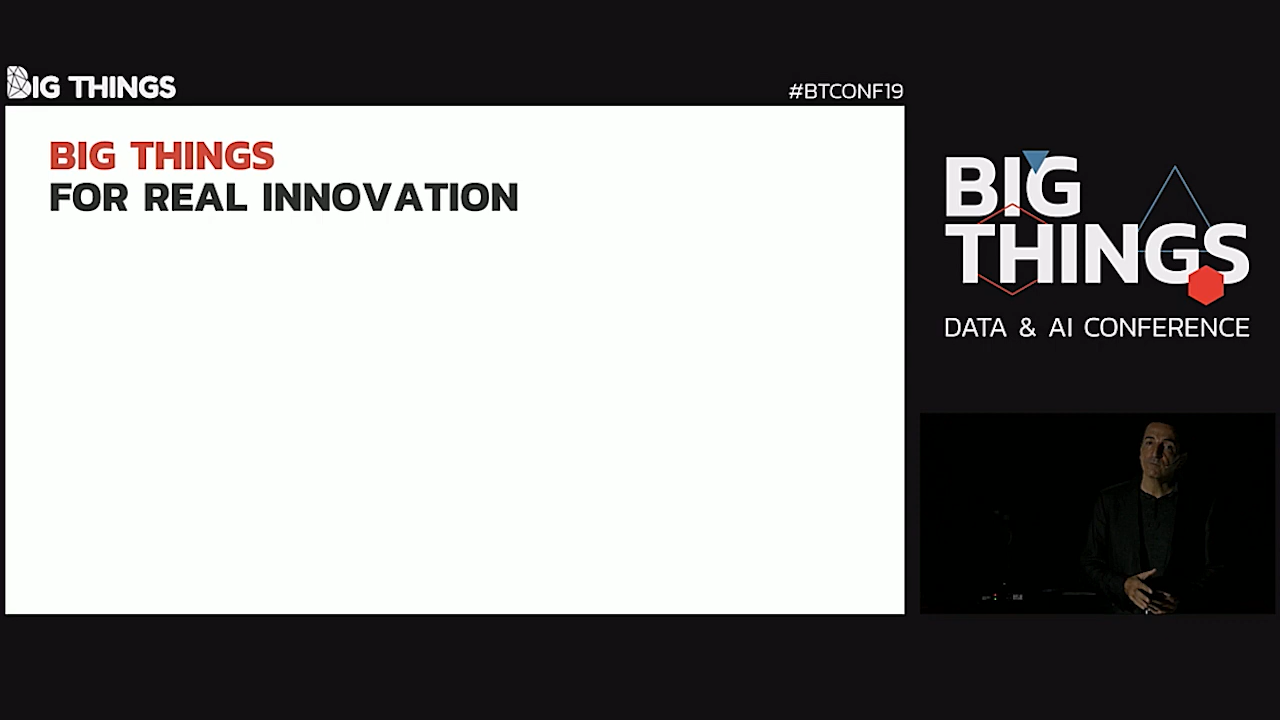 BIG THINGS
#BTCONF19
BIG THINGS
FOR REAL INNOVATION
BIG
THINGS
DATA & AI CONFERENCE